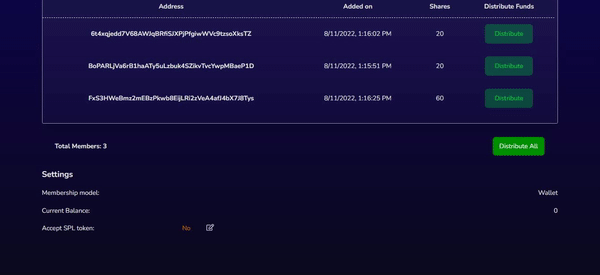 Address Added on Shares Distribute Funds
6t4xqjedd7V68AWJqBRfiSJXPjPfgiwWVc9tzsoXksTZ 8/11/2022, 1:16:02 PM 20 Distribute
BoPARLjVa6rB1haATy5uLzbuk4SZikvTvcYwpMBaeP1D 8/11/2022, 1:15:51 PM 20 Distribute
FxS3HWeBmz2mEBzPkwb8EijLRi2zVeA4afJ4bX7J8Tys 8/11/2022, 1:16:25 PM 60 Distribute
Total Members: 3 Distribute All
Settings
Membership model: Wallet
Current Balance: 0
Accept SPL token: No